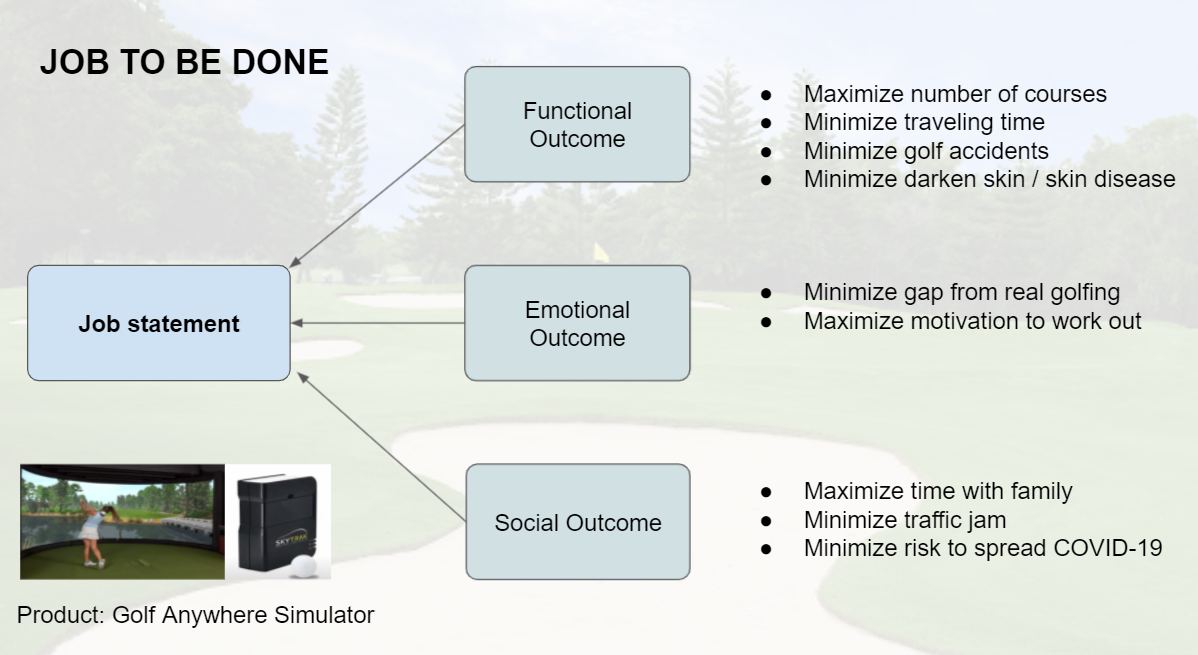 JOB TO BE DONE
Functional
Outcome
● Maximize number of courses
● Minimize traveling time
● Minimize golf accidents
● Minimize darken skin / skin disease
Job statement
Emotional
Outcome
● Minimize gap from real golfing
● Maximize motivation to work out
Social Outcome
● Maximize time with family
● Minimize traffic jam
● Minimize risk to spread COVID-19
SKYTRAK
Product: Golf Anywhere Simulator